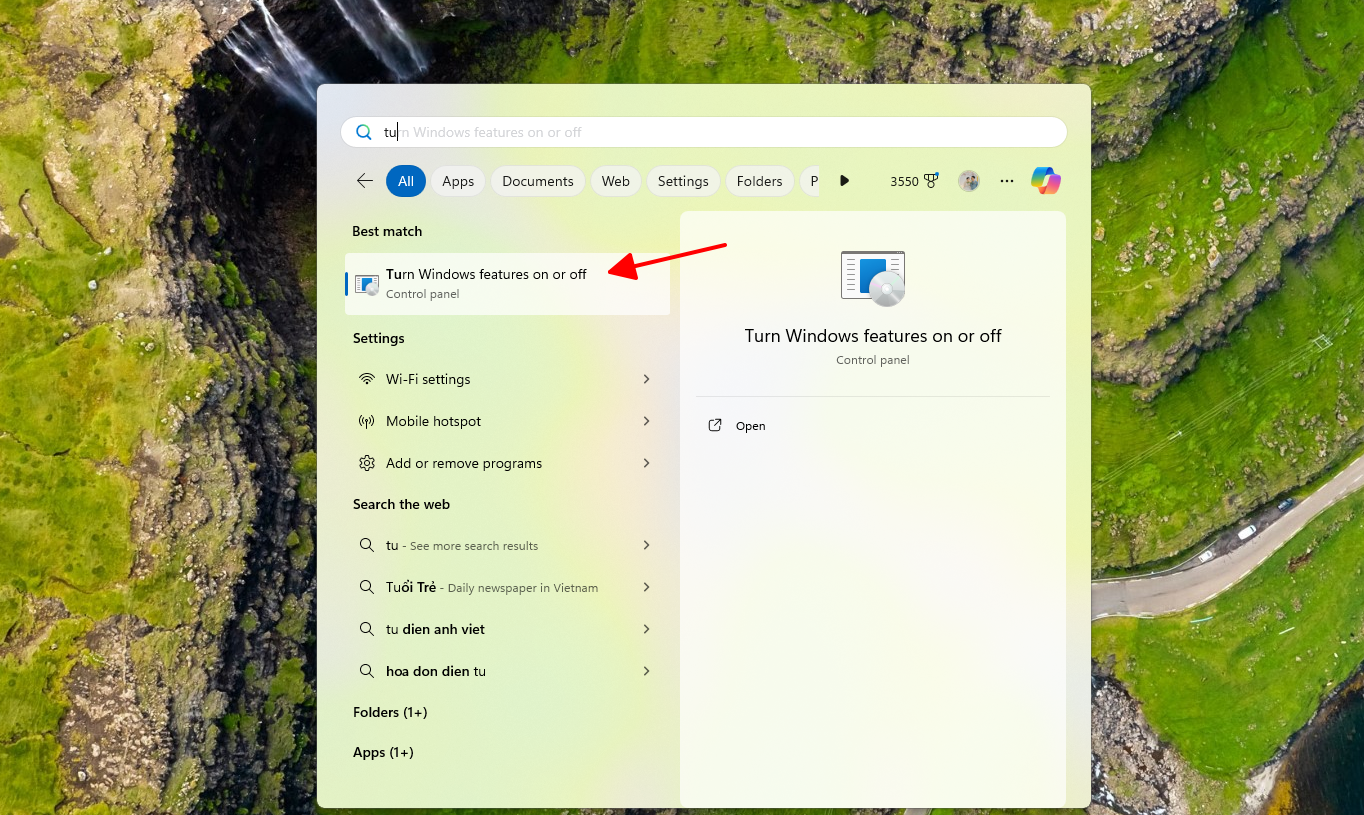 turn Windows features on or off
All Apps Documents Web Settings Folders P 3550
Best match
Turn Windows features on or off
Control panel
Turn Windows features on or off
Control panel
Open
Settings
Wi-Fi settings
Mobile hotspot
Add or remove programs
Search the web
tu - See more search results
Tuổi Trẻ - Daily newspaper in Vietnam
tu dien anh viet
hoa don dien tu
Folders (1+)
Apps (1+)